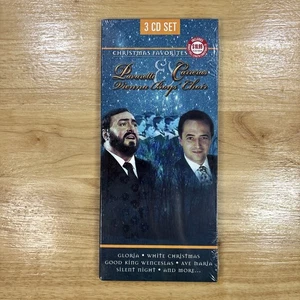 3 CD SET
CHRISTMAS FAVORITES
Pavarotti & Carreras
Vienna Boys Choir
GLORIA • WHITE CHRISTMAS
GOOD KING WENCESLAS • AVE MARIA
SILENT NIGHT • AND MORE...